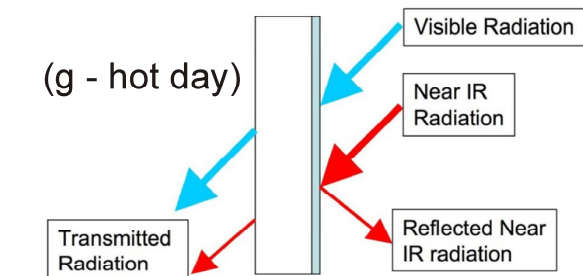 Visible Radiation
(g - hot day)
Near IR
Radiation
Transmitted
Radiation
Reflected Near
IR radiation